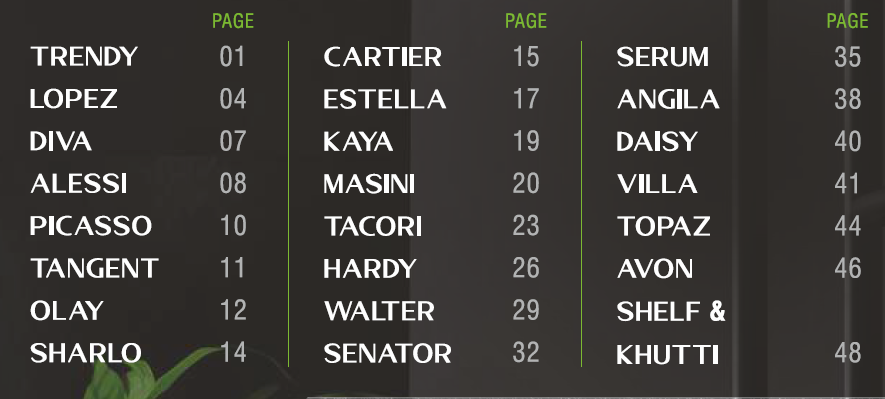 PAGE
TRENDY 01
LOPEZ 04
DIVA 07
ALESSI 08
PICASSO 10
TANGENT 11
OLAY 12
SHARLO 14
PAGE
CARTIER 15
ESTELLA 17
KAYA 19
MASINI 20
TACORI 23
HARDY 26
WALTER 29
SENATOR 32
PAGE
SERUM 35
ANGILA 38
DAISY 40
VILLA 41
TOPAZ 44
AVON 46
SHELF &
KHUTTI 48